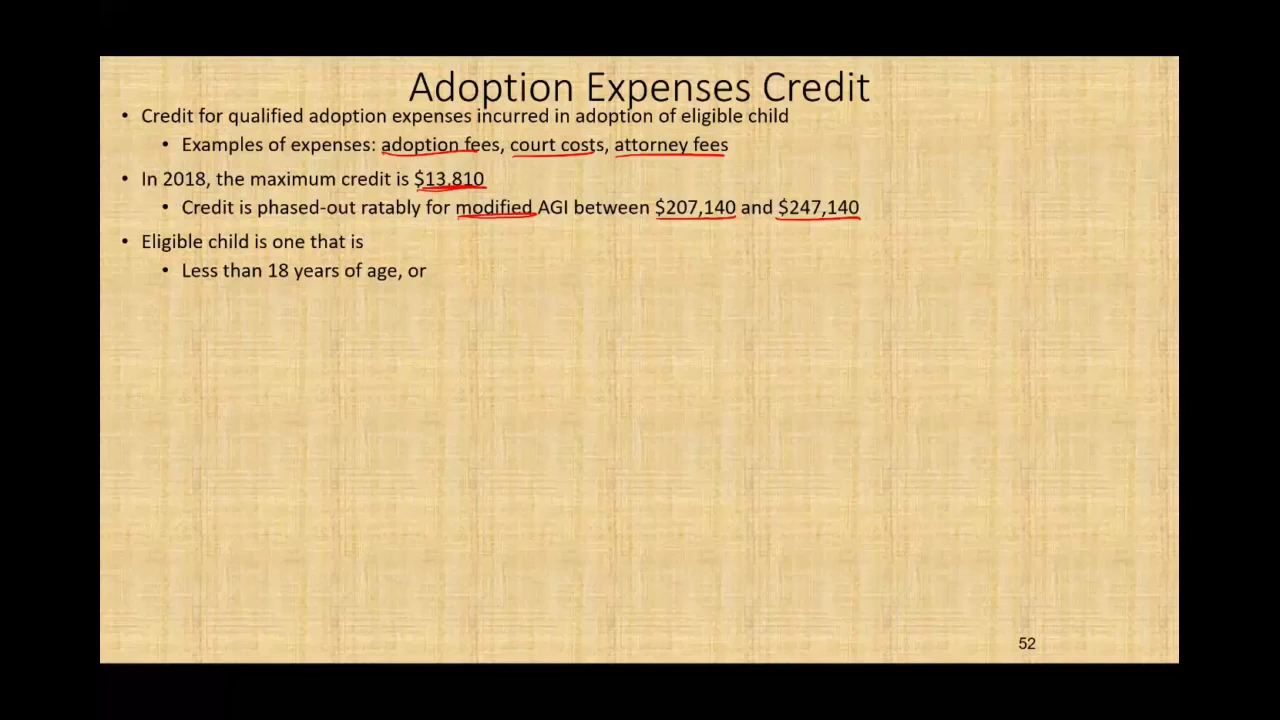 Adoption Expenses Credit
• Credit for qualified adoption expenses incurred in adoption of eligible child
• Examples of expenses: adoption fees, court costs, attorney fees
• In 2018, the maximum credit is $13,810
• Credit is phased-out ratably for modified AGI between $207,140 and $247,140
• Eligible child is one that is
• Less than 18 years of age, or
52